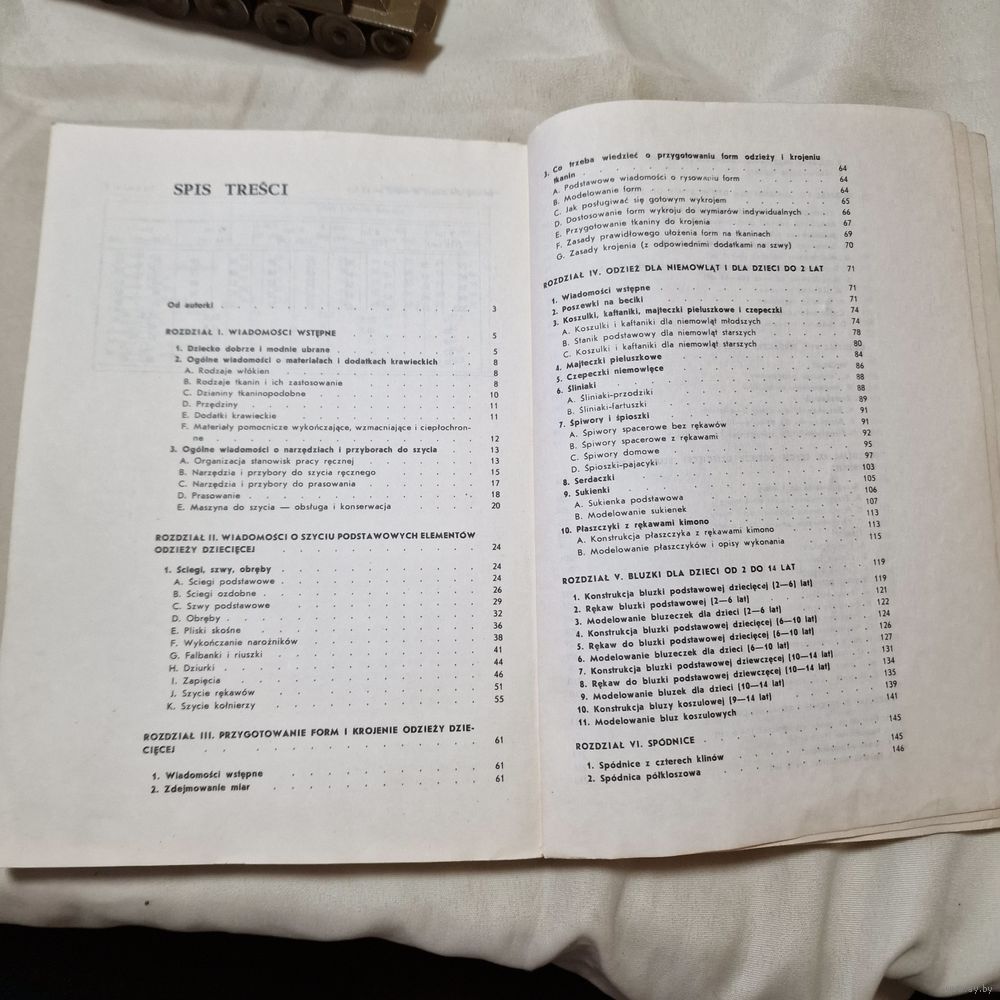 SPIS TREŚCI
Od autorki 3
ROZDZIAŁ I. WIADOMOŚCI WSTĘPNE 5
1. Dziecko dobrze i modnie ubrane 5
2. Ogólne wiadomości o materiałach i dodatkach krawieckich 8
A. Rodzaje włókien 8
B. Rodzaje tkanin i ich zastosowanie 8
C. Dzianiny tkaninopodobne 10
D. Przędziny 11
E. Dodatki krawieckie 11
F. Materiały pomocnicze wykończające, wzmacniające i ciepłochron-
ne 12
3. Ogólne wiadomości o narzędziach i przyborach do szycia 13
A. Organizacja stanowisk pracy ręcznej 13
B. Narzędzia i przybory do szycia ręcznego 15
C. Narzędzia i przybory do prasowania 17
D. Prasowanie 18
E. Maszyna do szycia — obsługa i konserwacja 20
ROZDZIAŁ II. WIADOMOŚCI O SZYCIU PODSTAWOWYCH ELEMENTÓW
ODZIEŻY DZIECIĘCEJ 24
1. Ściegi, szwy, obręby 24
A. Ściegi podstawowe 24
B. Ściegi ozdobne 26
C. Szwy podstawowe 29
D. Obręby 32
E. Pliski skośne 36
F. Wykończanie narożników 38
G. Falbanki i riuszki 41
H. Dziurki 44
I. Zapięcia 46
J. Szycie rękawów 51
K. Szycie kołnierzy 55
ROZDZIAŁ III. PRZYGOTOWANIE FORM I KROJENIE ODZIEŻY DZIE-
CIĘCEJ 61
1. Wiadomości wstępne 61
2. Zdejmowanie miar 61
3. Co trzeba wiedzieć o przygotowaniu form odzieży i krojeniu
tkanin 64
A. Podstawowe wiadomości o rysowaniu form 64
B. Modelowanie form 64
C. Jak posługiwać się gotowym wykrojem 65
D. Dostosowanie form wykroju do wymiarów indywidualnych 66
E. Przygotowanie tkaniny do krojenia 67
F. Zasady prawidłowego ułożenia form na tkaninach 69
G. Zasady krojenia (z odpowiednimi dodatkami na szwy) 70
ROZDZIAŁ IV. ODZIEŻ DLA NIEMOWLĄT I DLA DZIECI DO 2 LAT 71
1. Wiadomości wstępne 71
2. Poszewki na beciki 71
3. Koszulki, kaftaniki, majteczki pieluszkowe i czepeczki 74
A. Koszulki i kaftaniki dla niemowląt młodszych 74
B. Stanik podstawowy dla niemowląt starszych 78
C. Koszulki i kaftaniki dla niemowląt starszych 80
4. Majteczki pieluszkowe 84
5. Czepeczki niemowlęce 86
6. Śliniaki 88
A. Śliniaki-przodziki 88
B. Śliniaki-fartuszki 89
7. Śpiwory i śpioszki 91
A. Śpiwory spacerowe bez rękawów 91
B. Śpiwory spacerowe z rękawami 92
C. Śpiwory domowe 95
D. Śpioszki-pajacyki 97
8. Serdaczki 103
9. Sukienki 105
A. Sukienka podstawowa 106
B. Modelowanie sukienek 107
10. Płaszczyki z rękawami kimono 113
A. Konstrukcja płaszczyka z rękawami kimono 113
B. Modelowanie płaszczyków i opisy wykonania 115
ROZDZIAŁ V. BLUZKI DLA DZIECI OD 2 DO 14 LAT 119
1. Konstrukcja bluzki podstawowej dziecięcej (2—6) lat) 119
2. Rękaw bluzki podstawowej (2—6 lat) 121
3. Modelowanie bluzeczek dla dzieci (2—6 lat) 122
4. Konstrukcja bluzki podstawowej dziecięcej (6—10 lat) 124
5. Rękaw do bluzki podstawowej dziecięcej (6—10 lat) 126
6. Modelowanie bluzeczek dla dzieci (6—10 lat) 127
7. Konstrukcja bluzki podstawowej dziewczęcej (10—14 lat) 131
8. Rękaw do bluzki podstawowej dziewczęcej (10—14 lat) 134
9. Modelowanie bluzek dla dzieci (10—14 lat) 135
10. Konstrukcja bluzy koszulowej (9—14 lat) 139
11. Modelowanie bluz koszulowych 141
ROZDZIAŁ VI. SPÓDNICE 145
1. Spódnice z czterech klinów 145
2. Spódnica półkloszowa 146